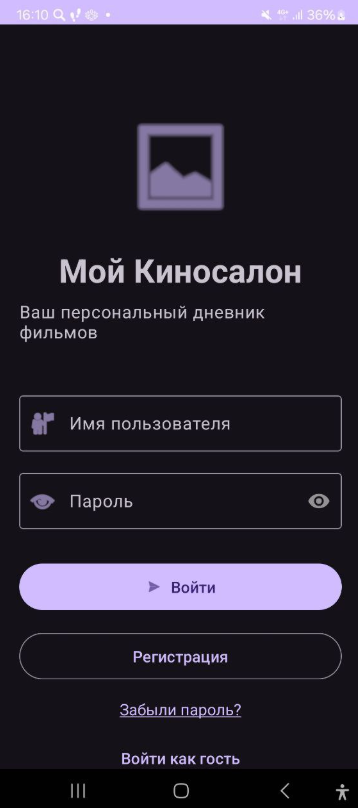 16:10
4G+
36%
Мой Киносалон
Ваш персональный дневник
фильмов
Имя пользователя
Пароль
Войти
Регистрация
Забыли пароль?
Войти как гость